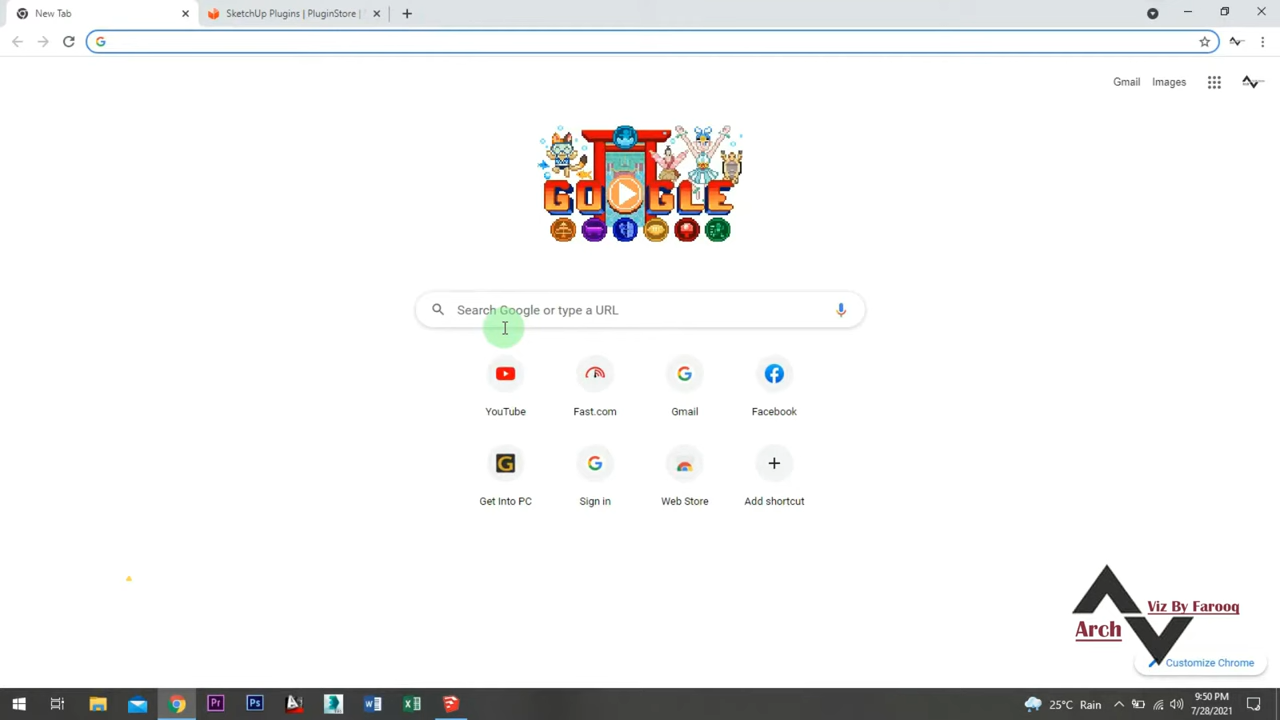 New Tab
SketchUp Plugins | PluginStore |
Gmail
Images
GOOGLE
Search Google or type a URL
YouTube
Fast.com
Gmail
Facebook
Get Into PC
Sign in
Web Store
Add shortcut
Viz By Farooq
Arch
Customize Chrome
Pr
Ps
25°C Rain
9:50 PM
7/28/2021